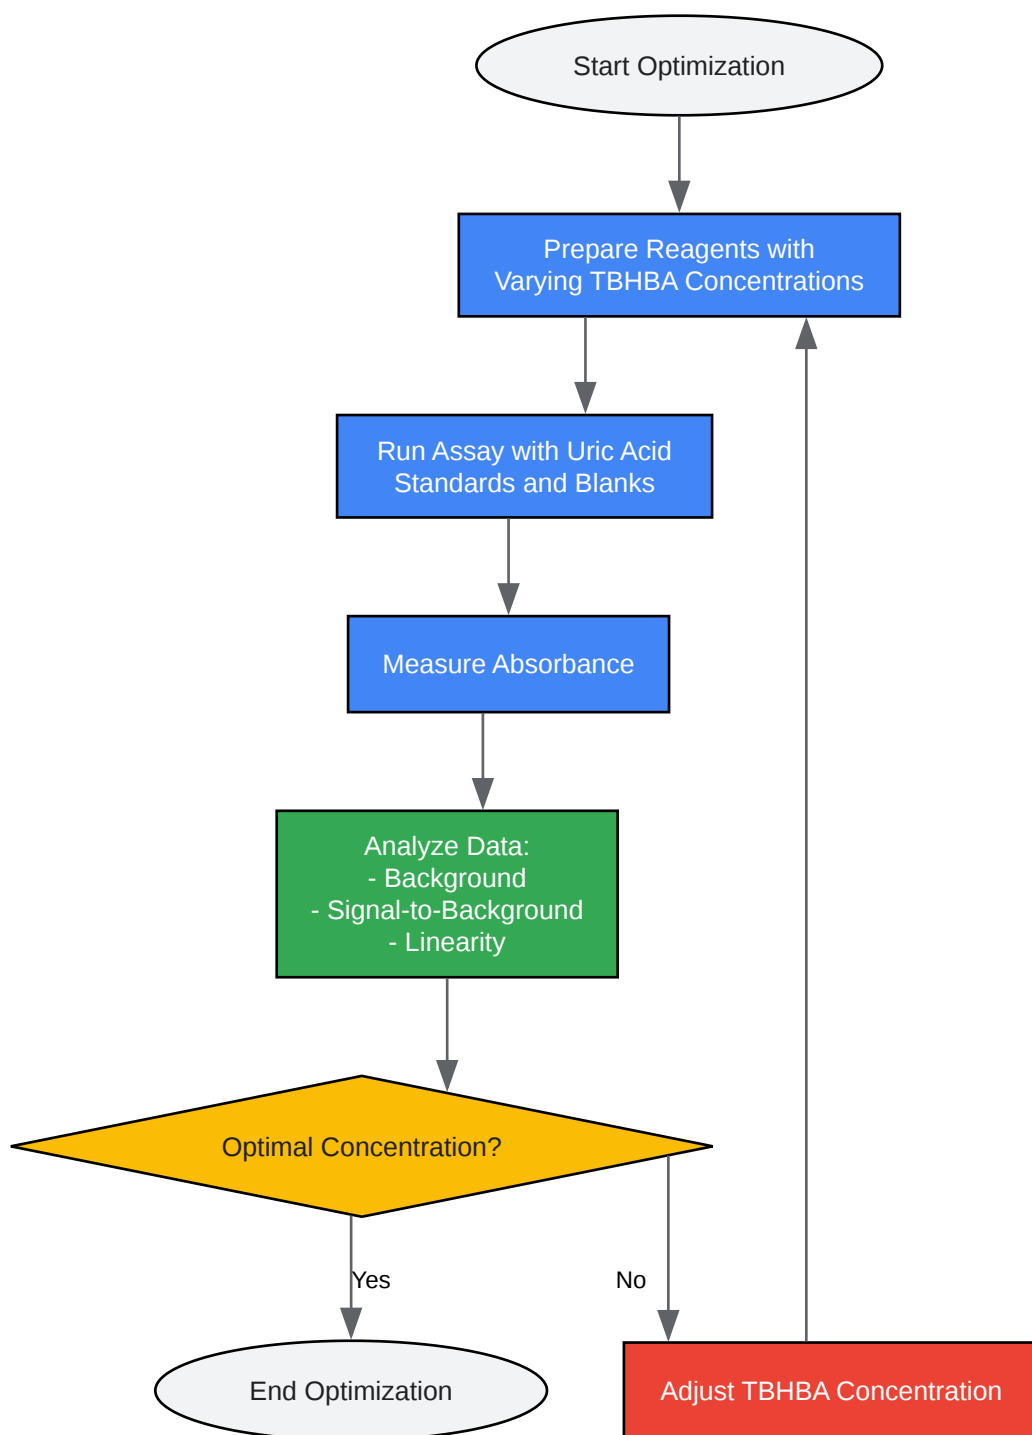 Start Optimization
Prepare Reagents with
Varying TBHBA Concentrations
Run Assay with Uric Acid
Standards and Blanks
Measure Absorbance
Analyze Data:
- Background
- Signal-to-Background
- Linearity
Optimal Concentration?
Yes
No
End Optimization
Adjust TBHBA Concentration